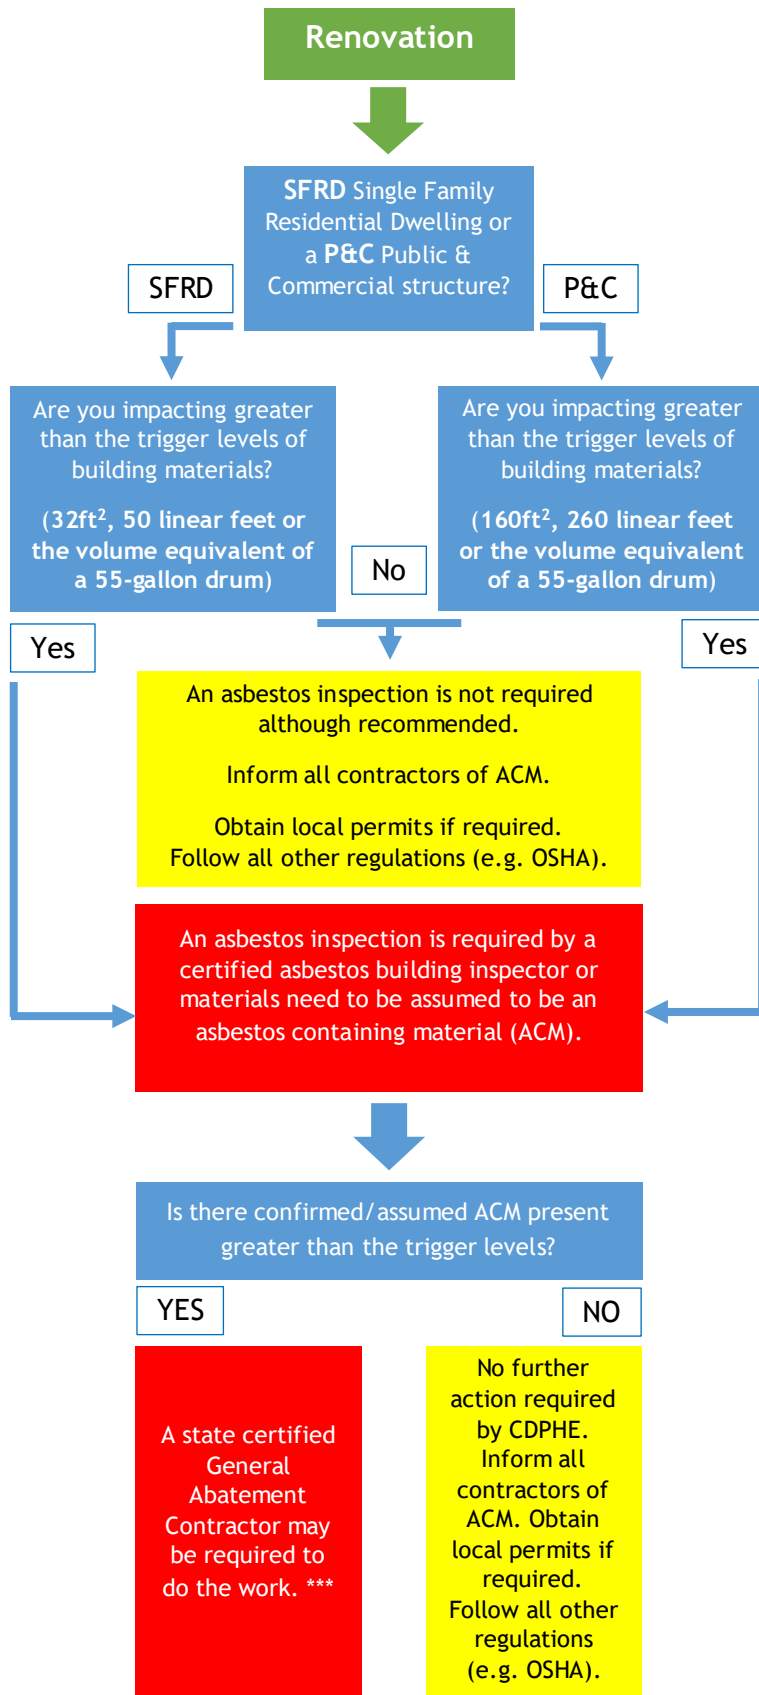 Renovation
SFRD Single Family
Residential Dwelling or
a P&C Public &
Commercial structure?
SFRD
P&C
Are you impacting greater
than the trigger levels of
building materials?
(32ft², 50 linear feet or
the volume equivalent of
a 55-gallon drum)
Are you impacting greater
than the trigger levels of
building materials?
(160ft², 260 linear feet
or the volume equivalent
of a 55-gallon drum)
No
Yes
Yes
An asbestos inspection is not required
although recommended.
Inform all contractors of ACM.
Obtain local permits if required.
Follow all other regulations (e.g. OSHA).
An asbestos inspection is required by a
certified asbestos building inspector or
materials need to be assumed to be an
asbestos containing material (ACM).
Is there confirmed/assumed ACM present
greater than the trigger levels?
YES
NO
A state certified
General
Abatement
Contractor may
be required to
do the work. ***
No further
action required
by CDPHE.
Inform all
contractors of
ACM. Obtain
local permits if
required.
Follow all other
regulations
(e.g. OSHA).